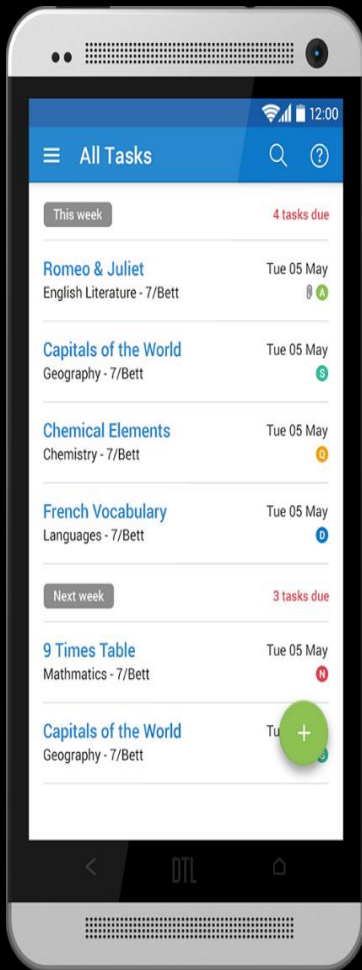 12:00
All Tasks
This week 4 tasks due
Romeo & Juliet Tue 05 May
English Literature - 7/Bett A
Capitals of the World Tue 05 May
Geography - 7/Bett S
Chemical Elements Tue 05 May
Chemistry - 7/Bett Q
French Vocabulary Tue 05 May
Languages - 7/Bett D
Next week 3 tasks due
9 Times Table Tue 05 May
Mathmatics - 7/Bett N
Capitals of the World
Geography - 7/Bett
DTL